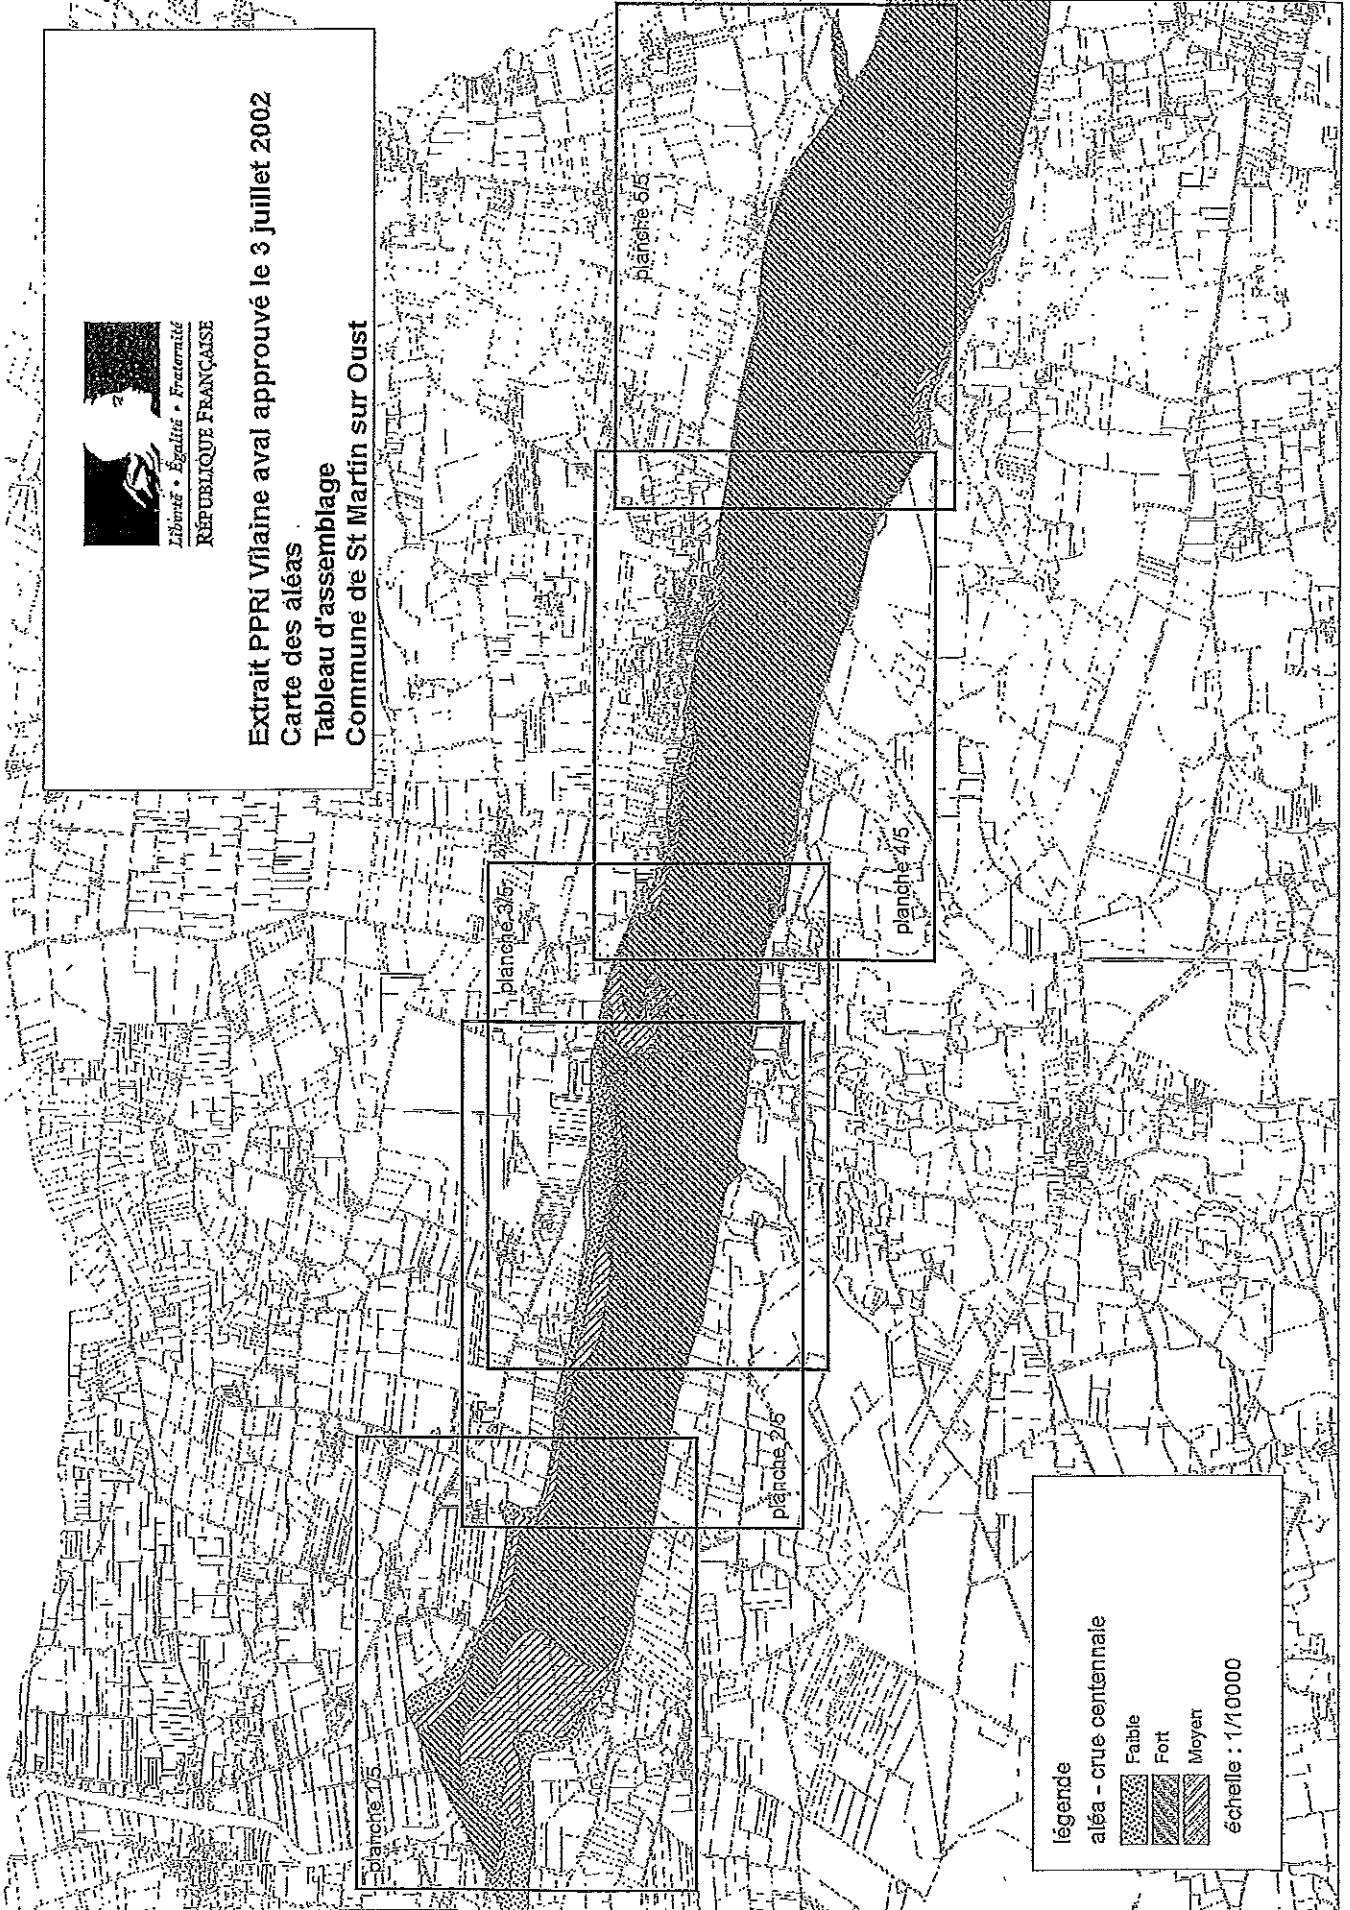 Liberté • Égalité • Fraternité
RÉPUBLIQUE FRANÇAISE
Extrait PPRi Vilaine aval approuvé le 3 juillet 2002
Carte des aléas
Tableau d'assemblage
Commune de St Martin sur Oust
planche 1/5
planche 2/5
planche 3/5
planche 4/5
planche 5/5
légende
aléa - crue centennale
Faible
Fort
Moyen
échelle : 1/10000